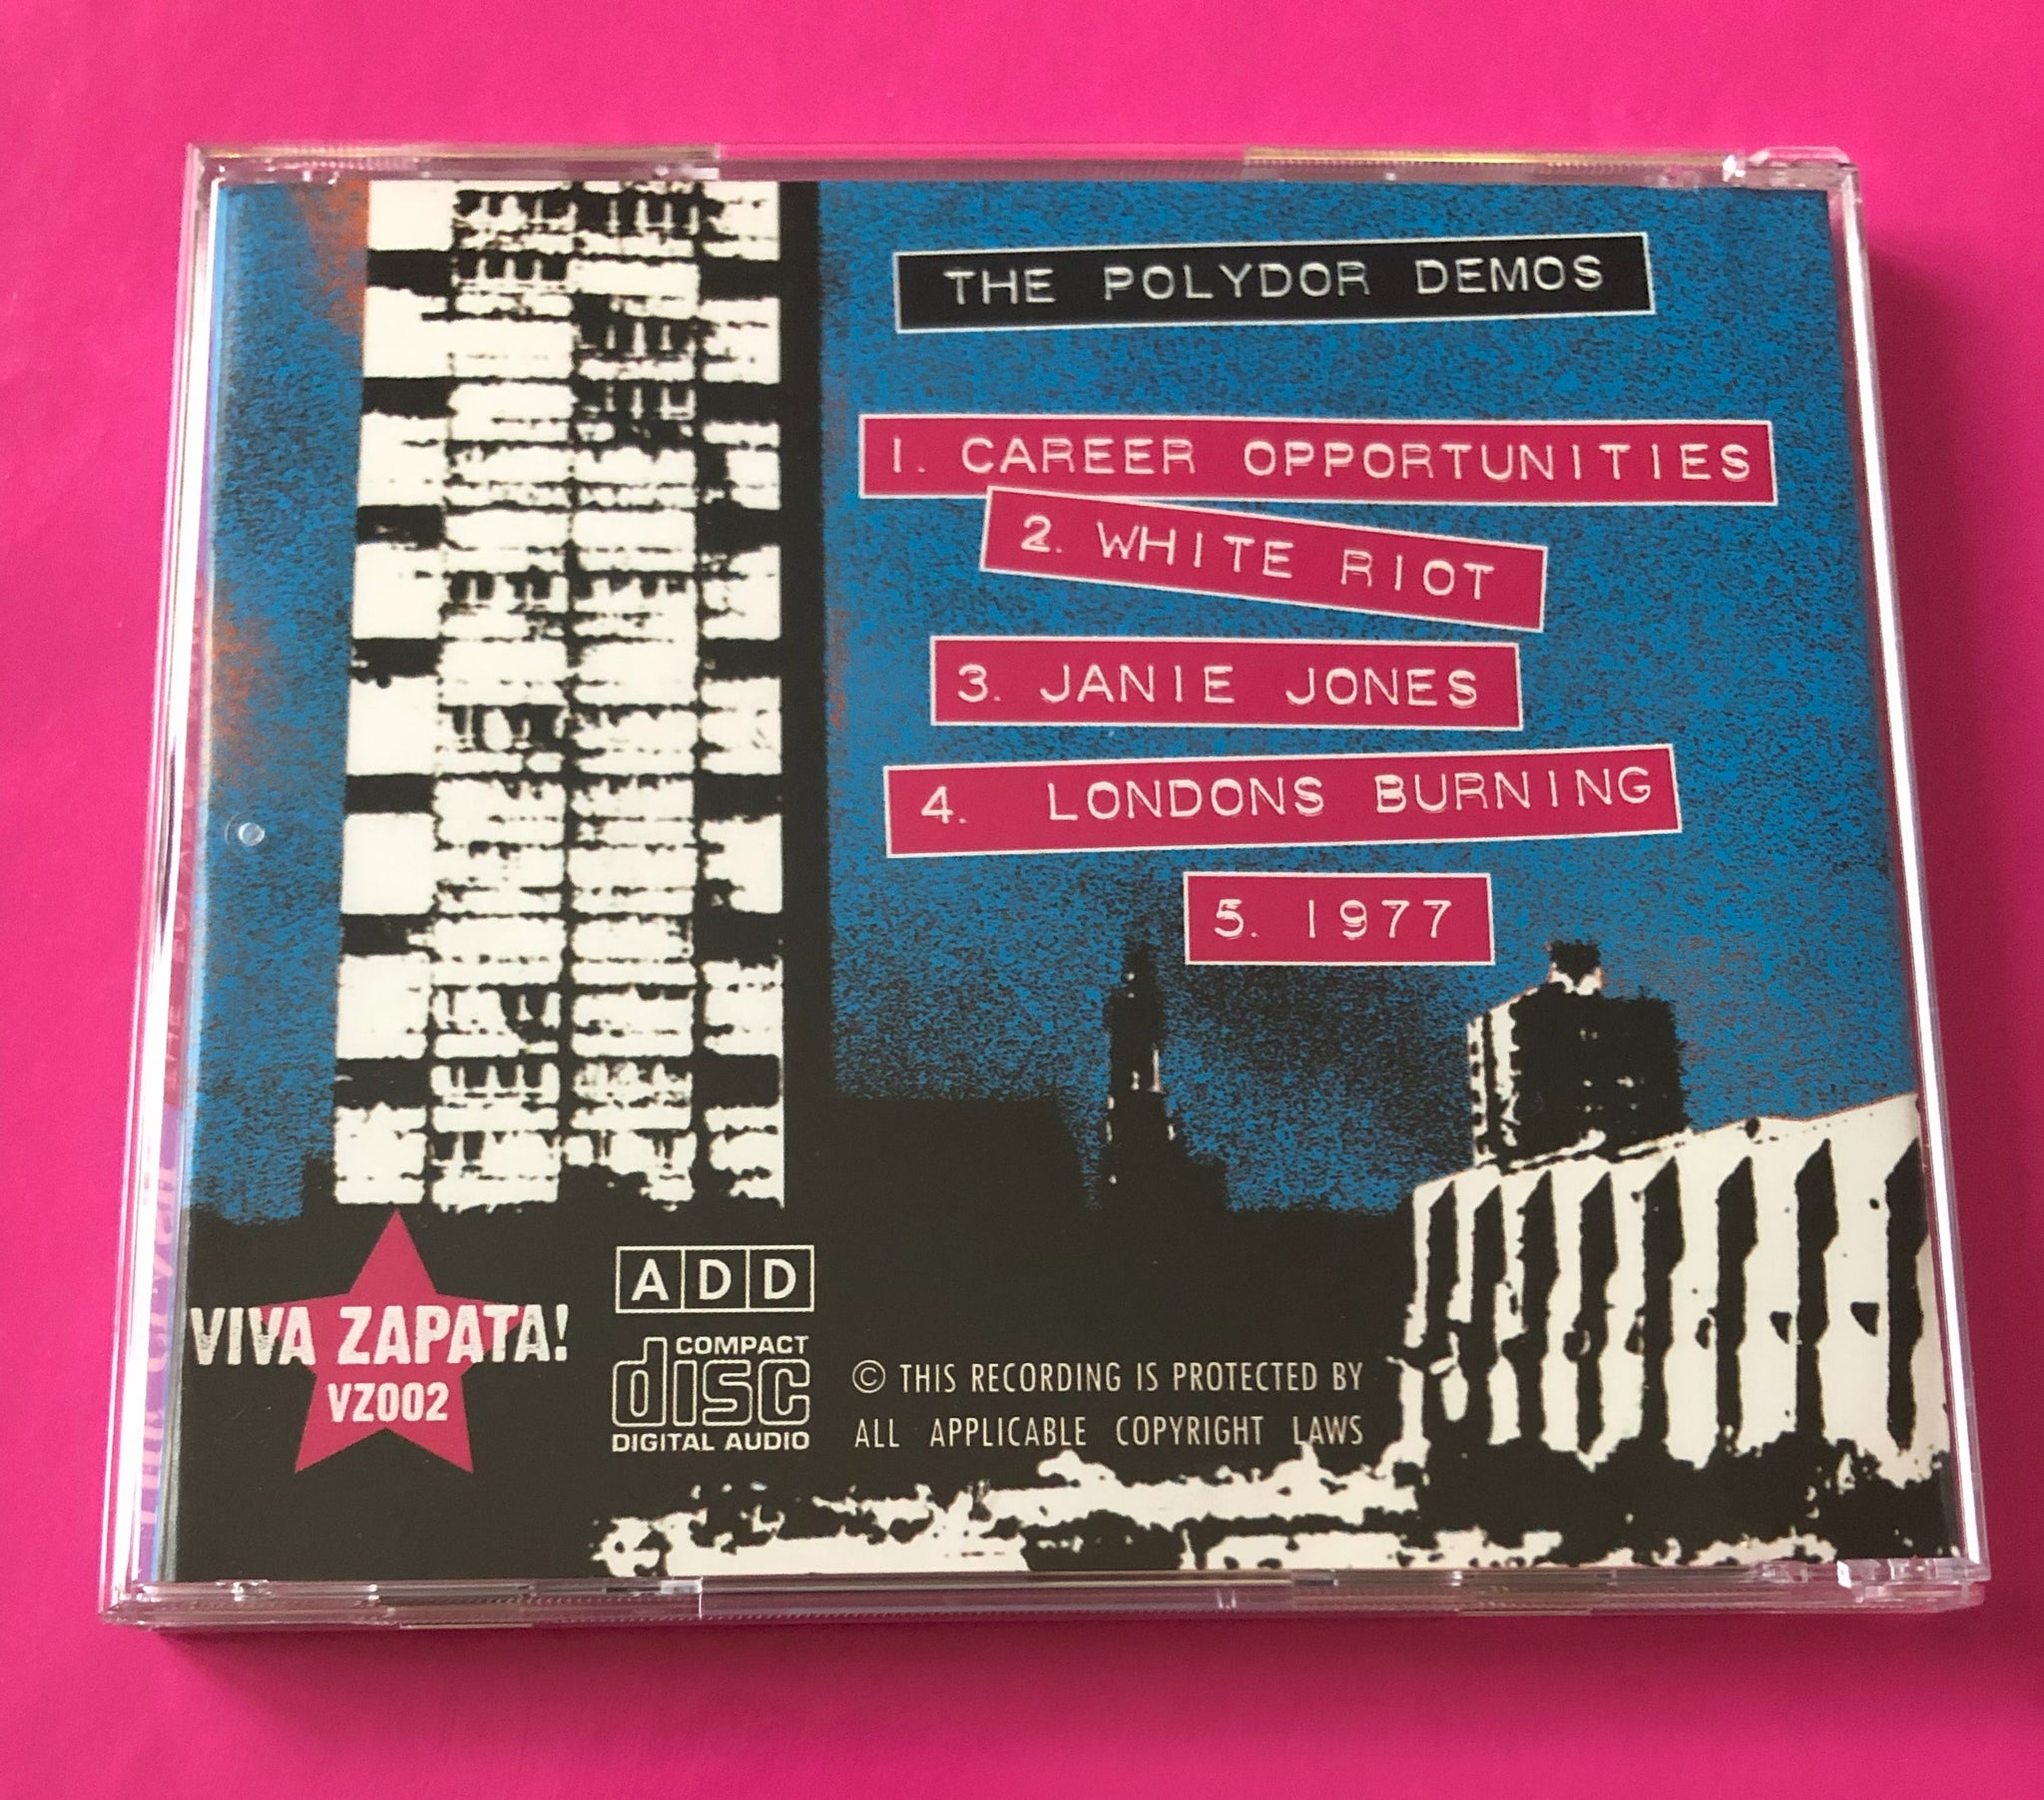 THE POLYDOR DEMOS
1. CAREER OPPORTUNITIES
2. WHITE RIOT
3. JANIE JONES
4. LONDONS BURNING
5. 1977
VIVA ZAPATA!
VZ002
ADD
COMPACT
disc
DIGITAL AUDIO
© THIS RECORDING IS PROTECTED BY
ALL APPLICABLE COPYRIGHT LAWS